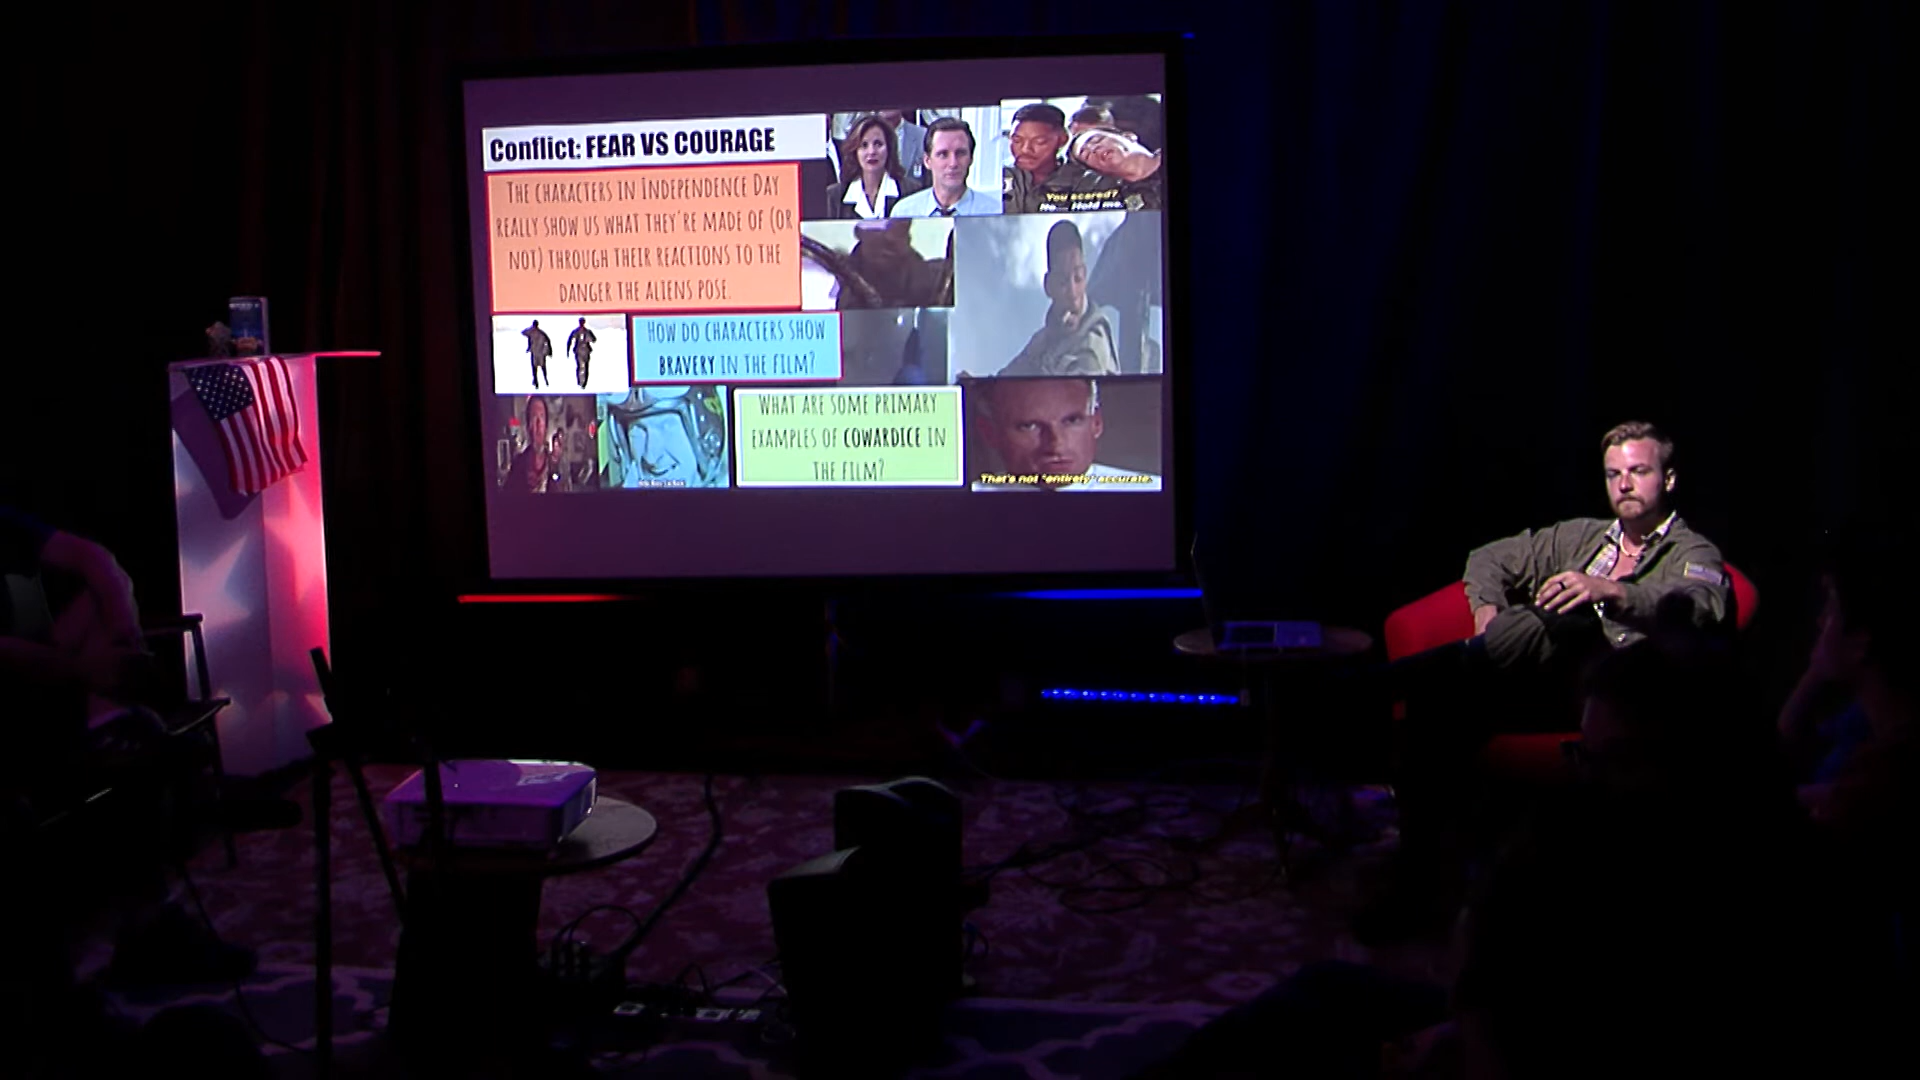 Conflict: FEAR VS COURAGE
THE CHARACTERS IN INDEPENDENCE DAY
REALLY SHOW US WHAT THEY'RE MADE OF (OR
NOT) THROUGH THEIR REACTIONS TO THE
DANGER THE ALIENS POSE.
You scared?
No.... Hold me.
HOW DO CHARACTERS SHOW
BRAVERY IN THE FILM?
WHAT ARE SOME PRIMARY
EXAMPLES OF COWARDICE IN
THE FILM?
That's not "entirely" accurate.